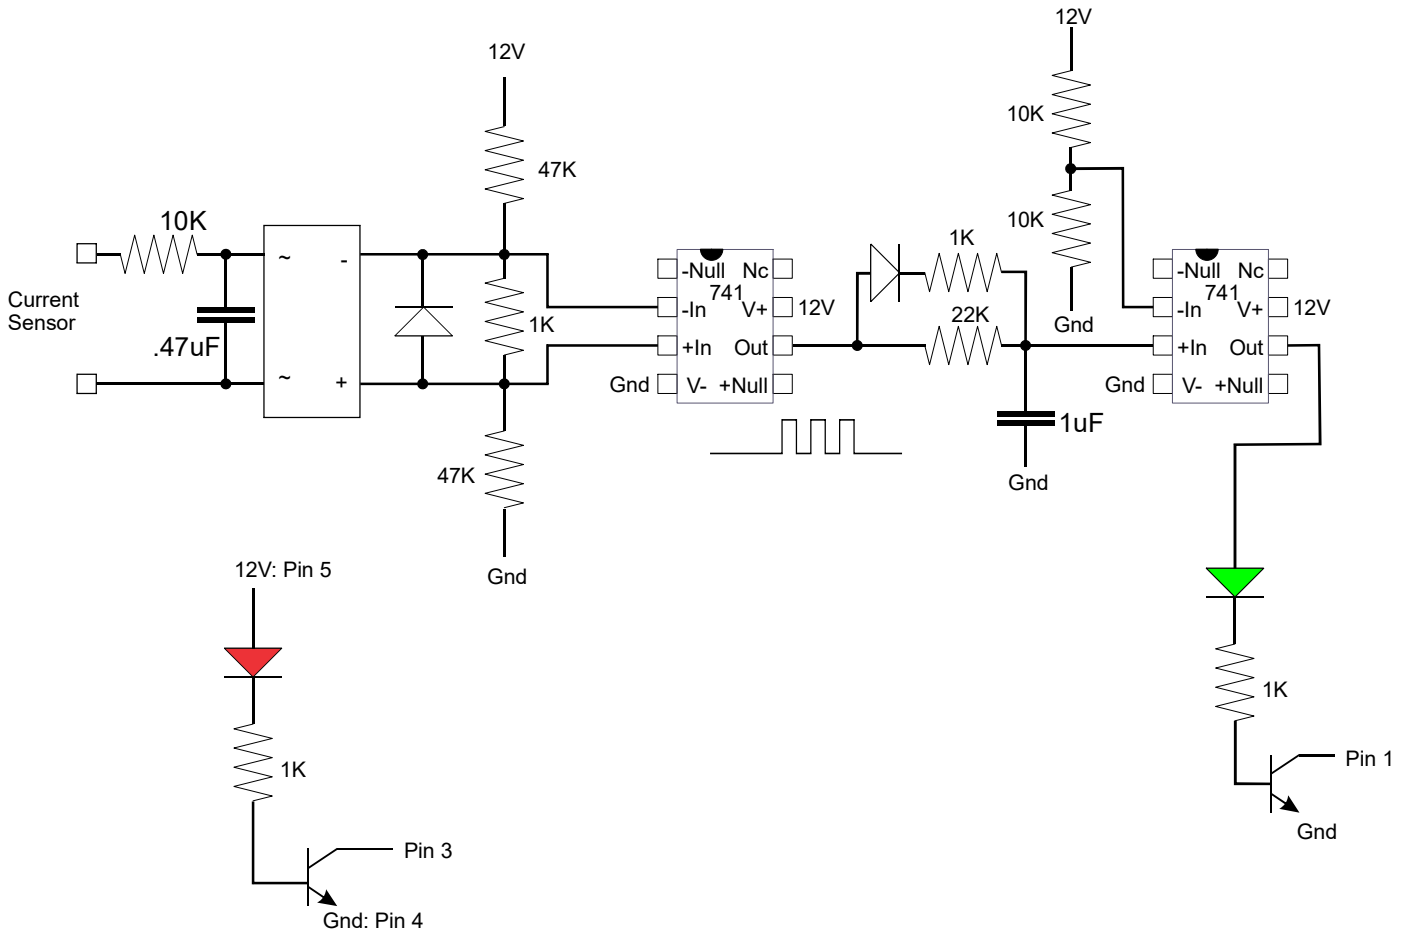 12V
12V
10K
47K
10K
10K
1K
~
-
-Null
Nc
-Null
Nc
741
741
Current
Sensor
-In
V+
12V
-In
V+
12V
1K
22K
Gnd
.47uF
+In
Out
+In
Out
~
+
Gnd
V-
+Null
Gnd
V-
+Null
1uF
47K
Gnd
12V: Pin 5
Gnd
1K
1K
Pin 1
Gnd
Pin 3
Gnd: Pin 4